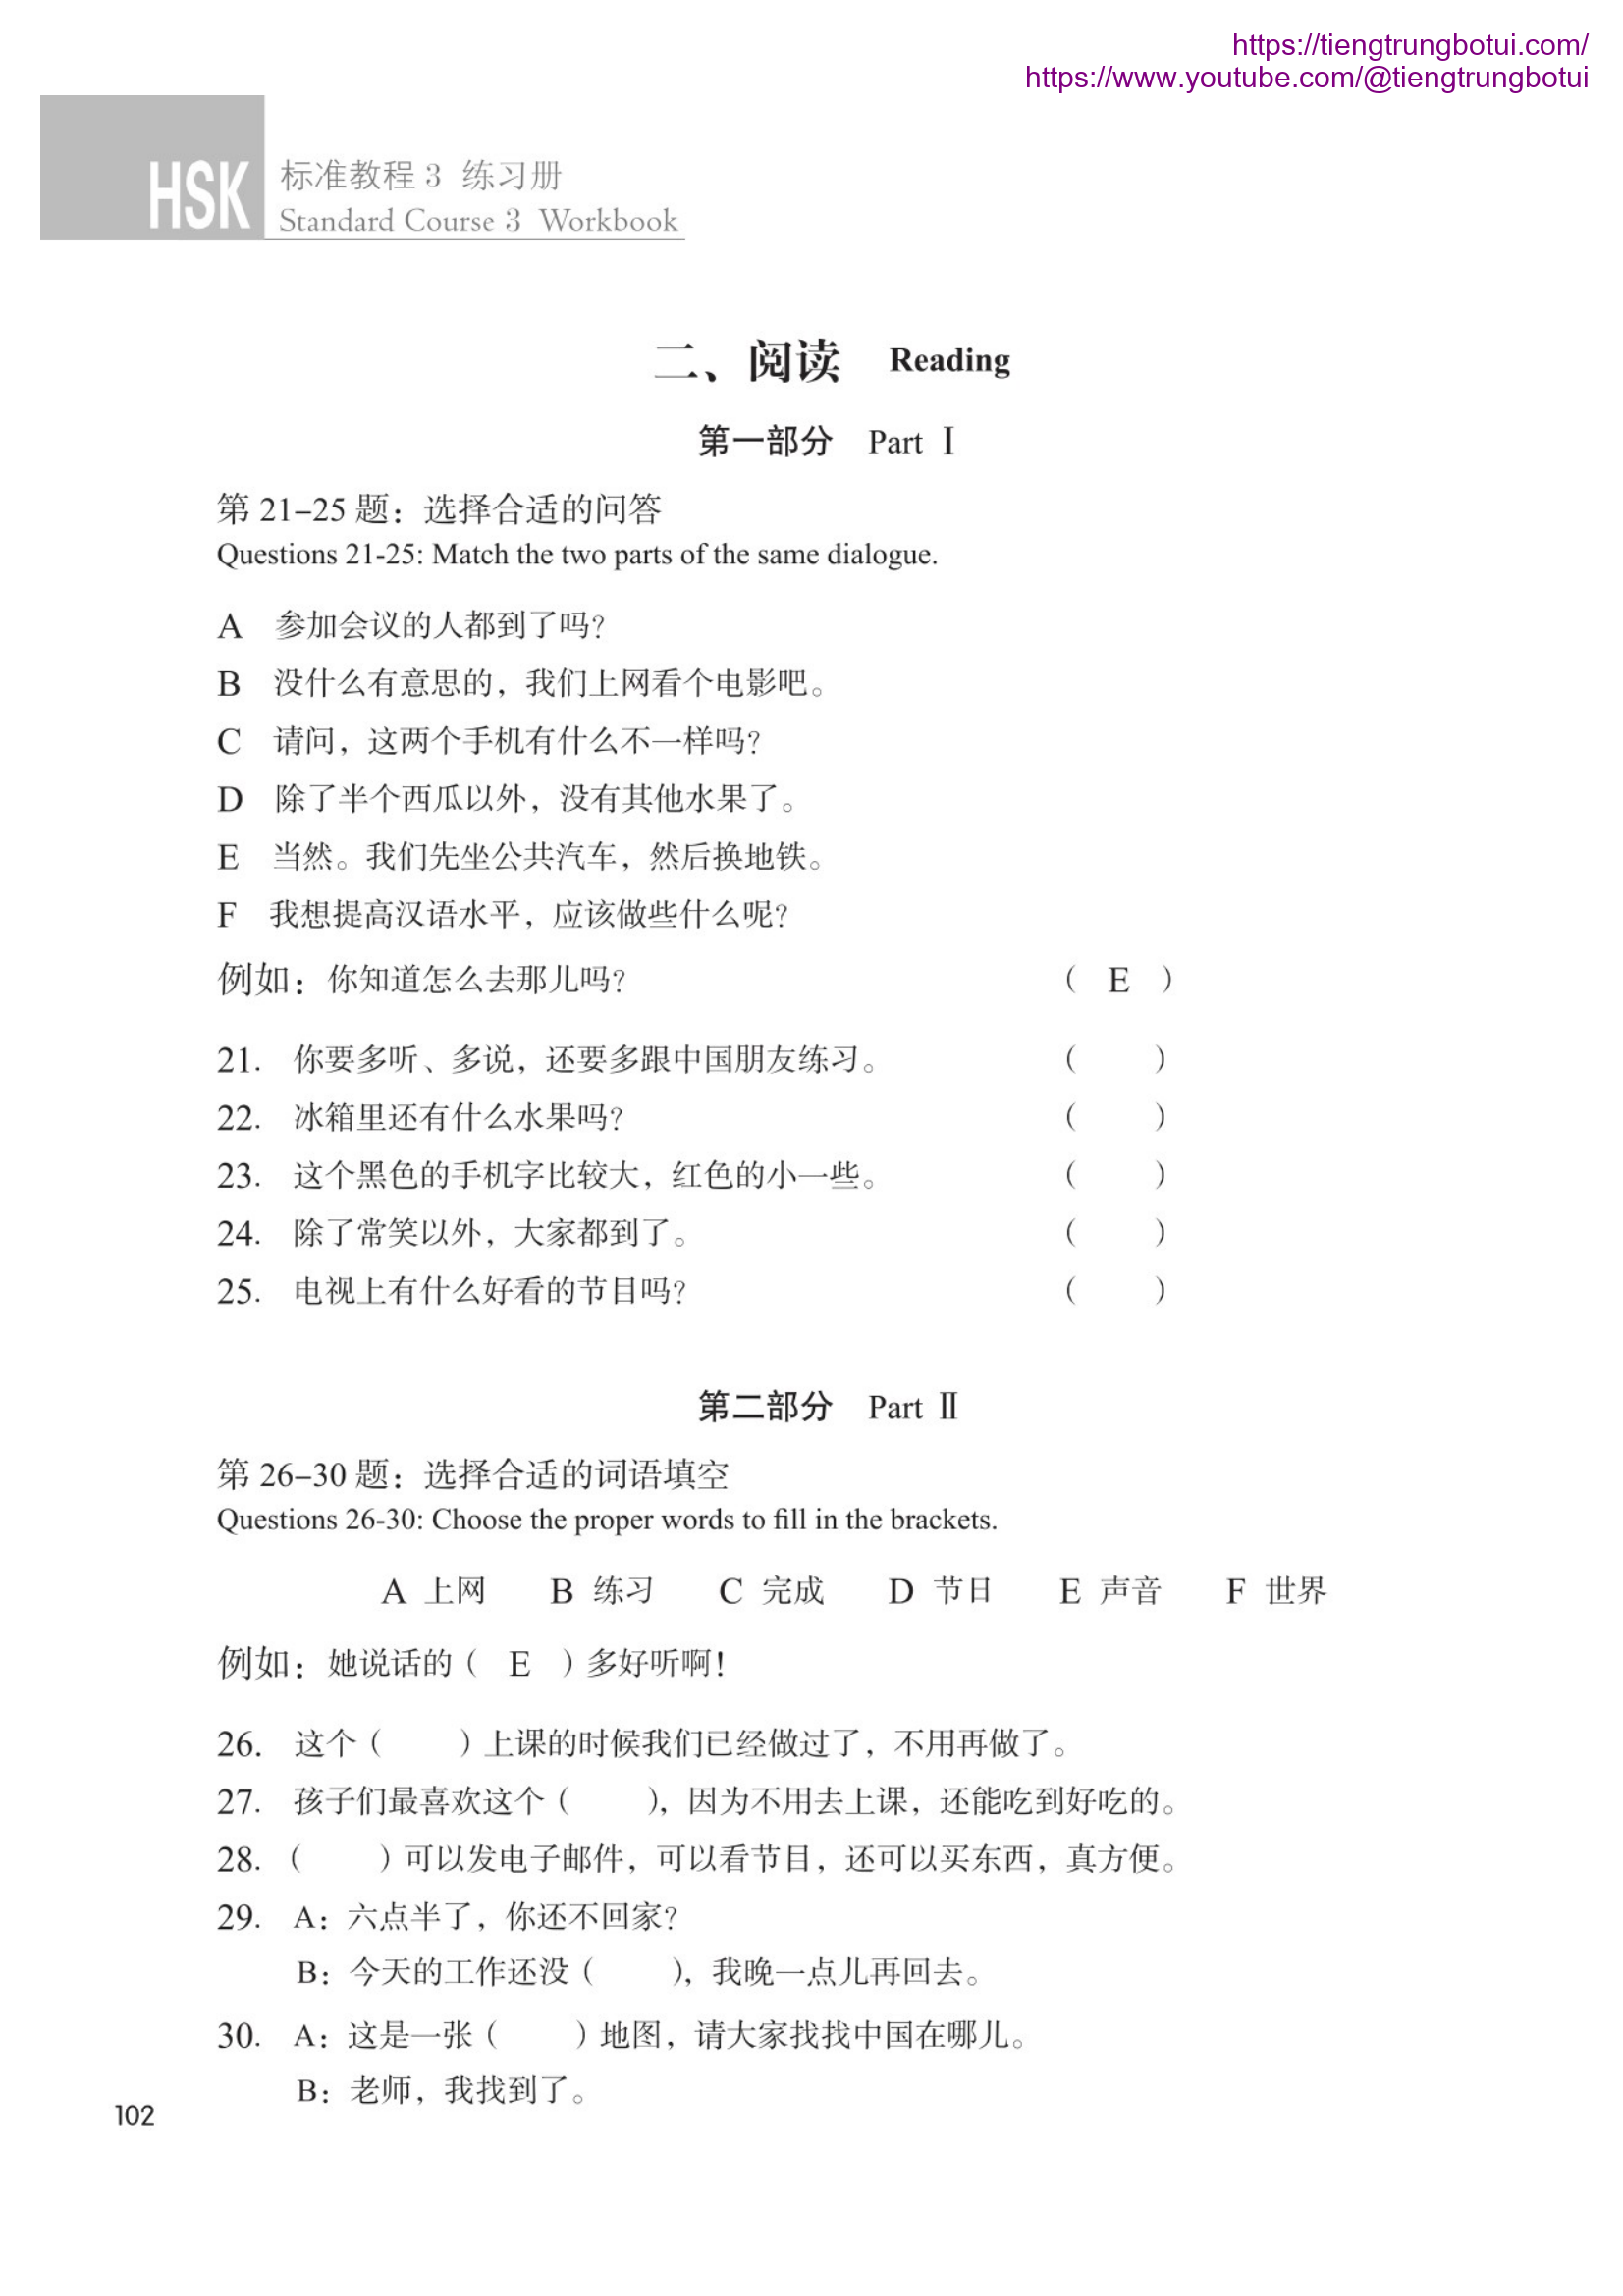 https://tiengtrungbotui.com/
https://www.youtube.com/@tiengtrungbotui
HSK 标准教程 3 练习册
Standard Course 3 Workbook
二、阅读 Reading
第一部分 Part Ⅰ
第 21–25 题：选择合适的问答
Questions 21-25: Match the two parts of the same dialogue.
A 参加会议的人都到了吗？
B 没什么有意思的，我们上网看个电影吧。
C 请问，这两个手机有什么不一样吗？
D 除了半个西瓜以外，没有其他水果了。
E 当然。我们先坐公共汽车，然后换地铁。
F 我想提高汉语水平，应该做些什么呢？
例如：你知道怎么去那儿吗？ （ E ）
21. 你要多听、多说，还要多跟中国朋友练习。 （ ）
22. 冰箱里还有什么水果吗？ （ ）
23. 这个黑色的手机字比较大，红色的小一些。 （ ）
24. 除了常笑以外，大家都到了。 （ ）
25. 电视上有什么好看的节目吗？ （ ）
第二部分 Part Ⅱ
第 26–30 题：选择合适的词语填空
Questions 26-30: Choose the proper words to fill in the brackets.
A 上网 B 练习 C 完成 D 节日 E 声音 F 世界
例如：她说话的（ E ）多好听啊！
26. 这个（ ）上课的时候我们已经做过了，不用再做了。
27. 孩子们最喜欢这个（ ），因为不用去上课，还能吃到好吃的。
28. （ ）可以发电子邮件，可以看节目，还可以买东西，真方便。
29. A：六点半了，你还不回家？
B：今天的工作还没（ ），我晚一点儿再回去。
30. A：这是一张（ ）地图，请大家找找中国在哪儿。
B：老师，我找到了。
102